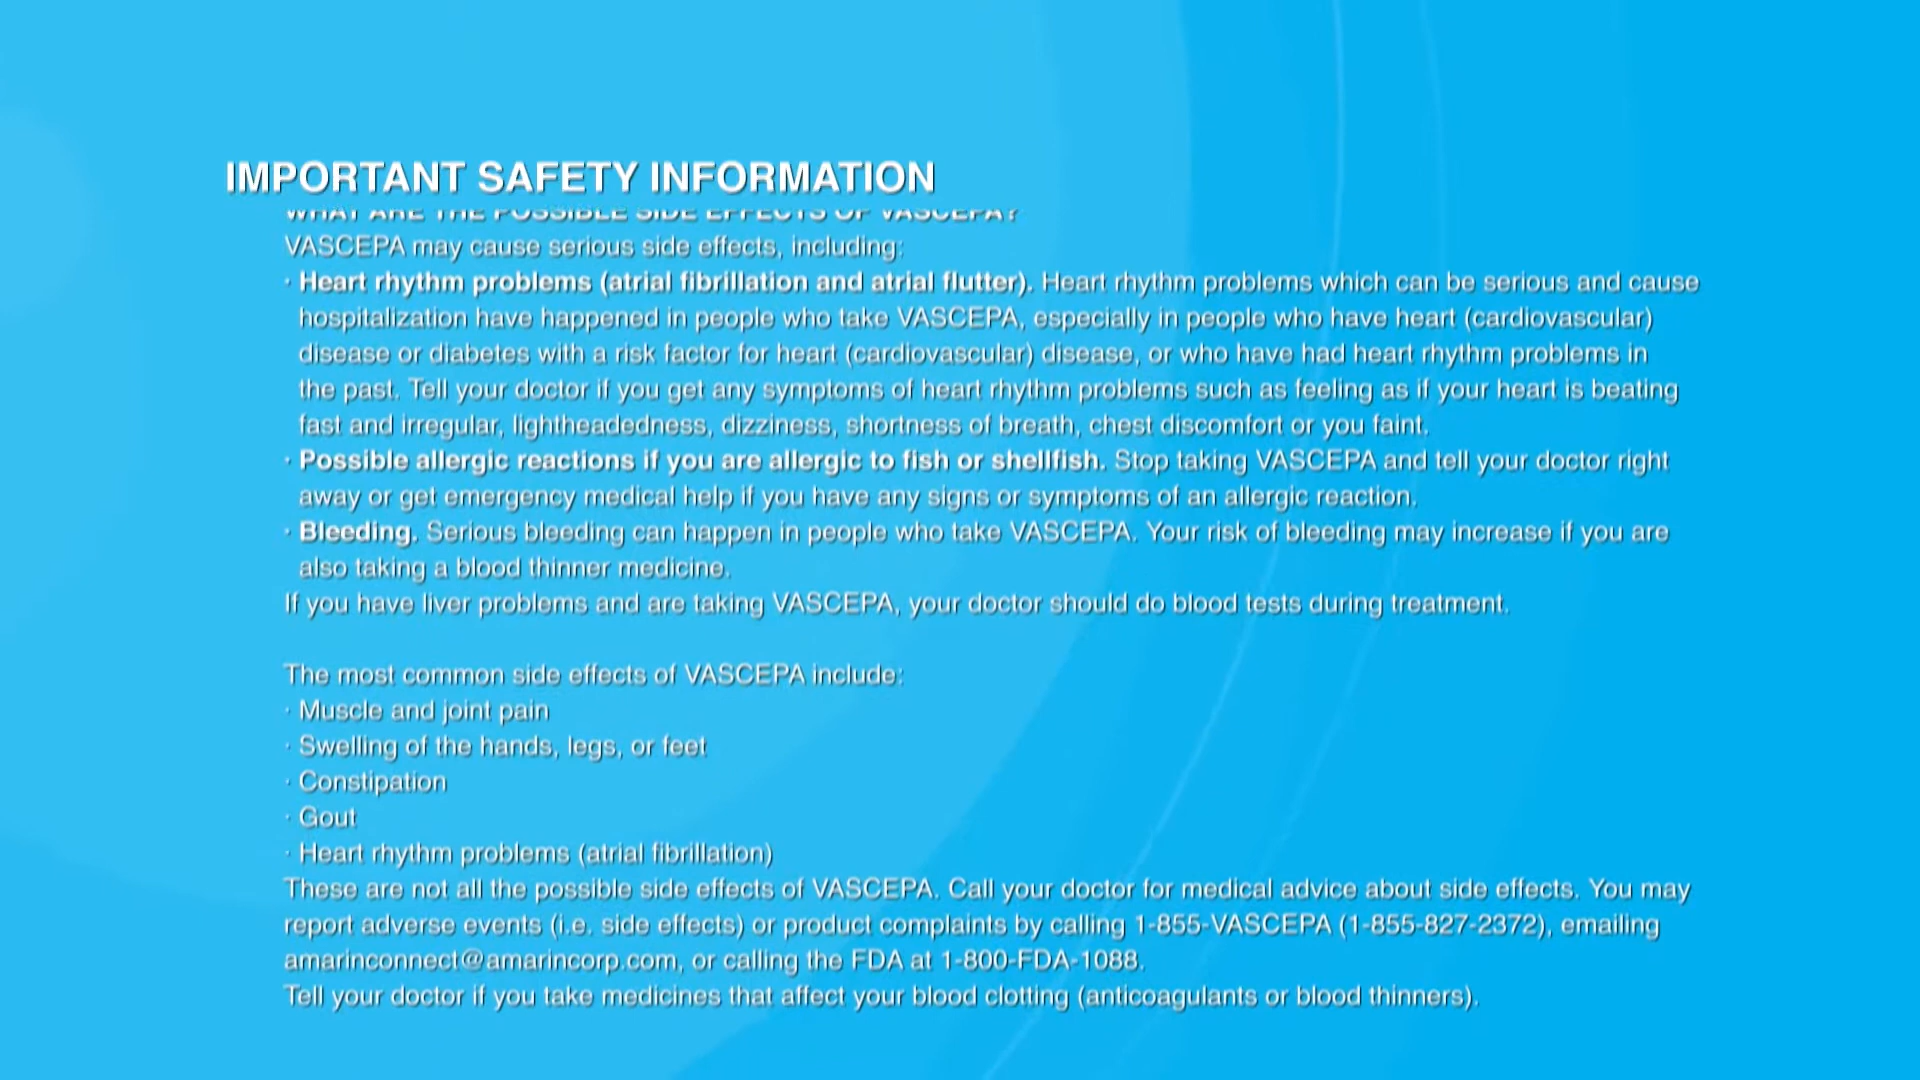 IMPORTANT SAFETY INFORMATION
WHAT ARE THE POSSIBLE SIDE EFFECTS OF VASCEPA?
VASCEPA may cause serious side effects, including:
· Heart rhythm problems (atrial fibrillation and atrial flutter). Heart rhythm problems which can be serious and cause
hospitalization have happened in people who take VASCEPA, especially in people who have heart (cardiovascular)
disease or diabetes with a risk factor for heart (cardiovascular) disease, or who have had heart rhythm problems in
the past. Tell your doctor if you get any symptoms of heart rhythm problems such as feeling as if your heart is beating
fast and irregular, lightheadedness, dizziness, shortness of breath, chest discomfort or you faint.
· Possible allergic reactions if you are allergic to fish or shellfish. Stop taking VASCEPA and tell your doctor right
away or get emergency medical help if you have any signs or symptoms of an allergic reaction.
· Bleeding. Serious bleeding can happen in people who take VASCEPA. Your risk of bleeding may increase if you are
also taking a blood thinner medicine.
If you have liver problems and are taking VASCEPA, your doctor should do blood tests during treatment.
The most common side effects of VASCEPA include:
· Muscle and joint pain
· Swelling of the hands, legs, or feet
· Constipation
· Gout
· Heart rhythm problems (atrial fibrillation)
These are not all the possible side effects of VASCEPA. Call your doctor for medical advice about side effects. You may
report adverse events (i.e. side effects) or product complaints by calling 1-855-VASCEPA (1-855-827-2372), emailing
amarinconnect@amarincorp.com, or calling the FDA at 1-800-FDA-1088.
Tell your doctor if you take medicines that affect your blood clotting (anticoagulants or blood thinners).